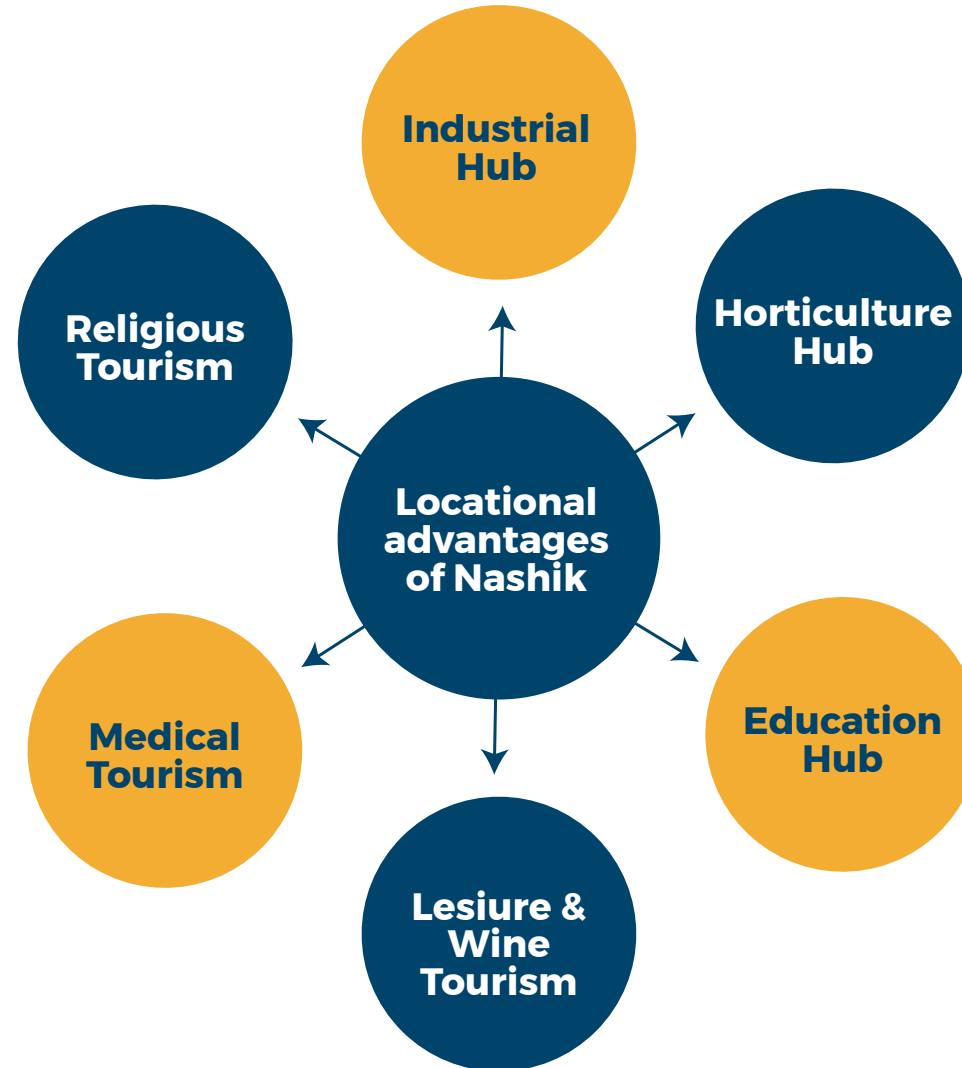 Industrial
Hub
Religious
Tourism
Horticulture
Hub
Locational
advantages
of Nashik
Medical
Tourism
Education
Hub
Lesiure &
Wine
Tourism